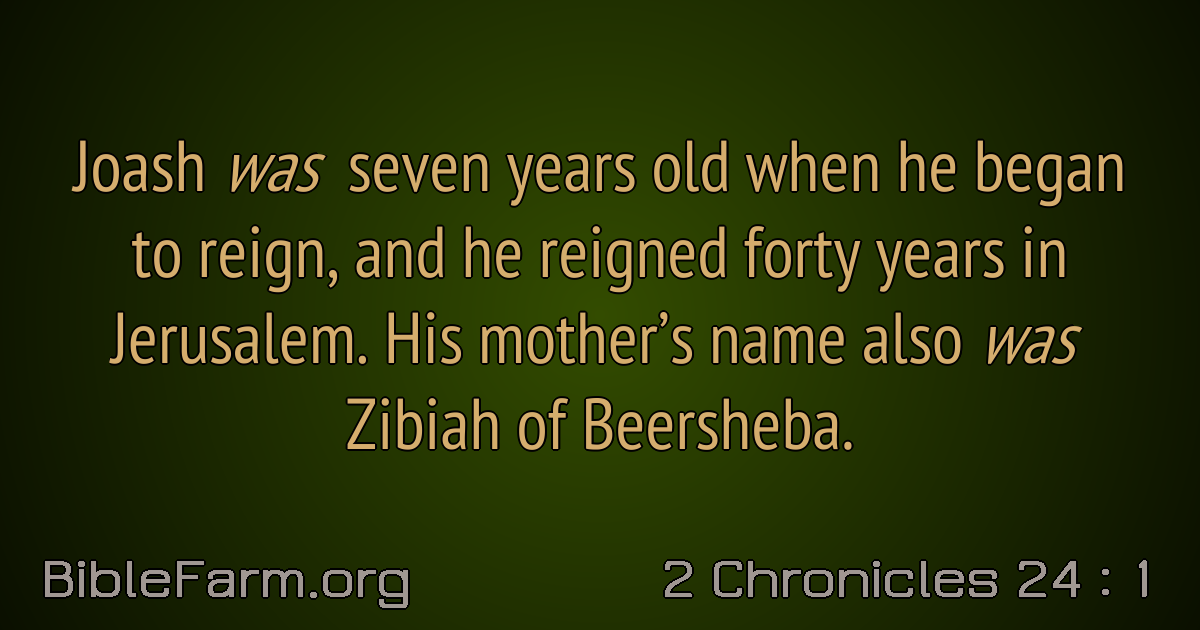 Joash was seven years old when he began
to reign, and he reigned forty years in
Jerusalem. His mother’s name also was
Zibiah of Beersheba.
BibleFarm.org
2 Chronicles 24 : 1